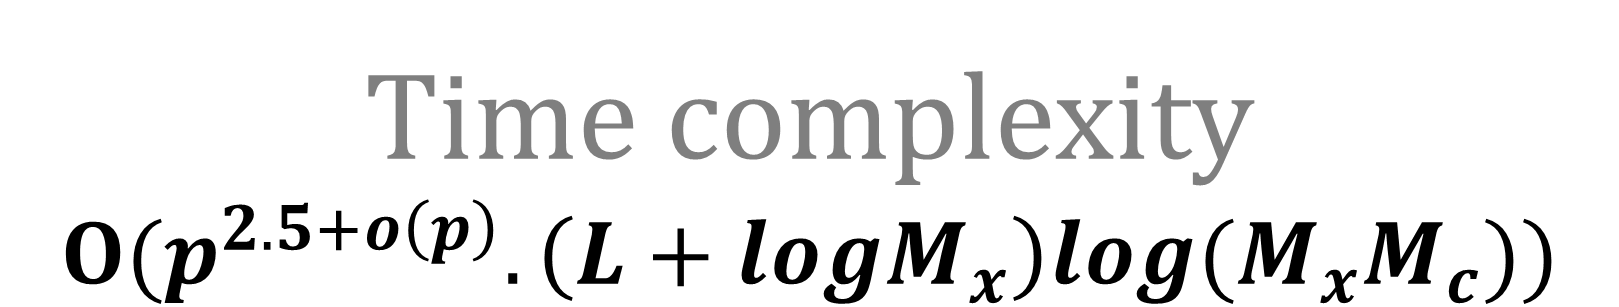 Time complexity
O(p^{2.5+o(p)}.(L + logM_x)log(M_xM_c))